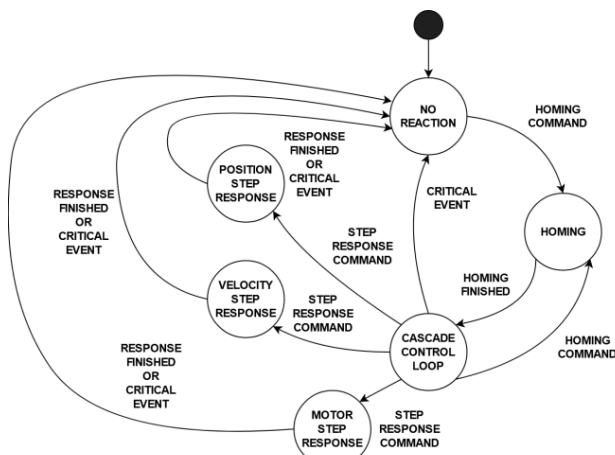 NO
REACTION
HOMING
COMMAND
RESPONSE
FINISHED
OR
CRITICAL
EVENT
POSITION
STEP
RESPONSE
RESPONSE
FINISHED
OR
CRITICAL
EVENT
CRITICAL
EVENT
HOMING
STEP
RESPONSE
COMMAND
HOMING
FINISHED
VELOCITY
STEP
RESPONSE
STEP
RESPONSE
COMMAND
CASCADE
CONTROL
LOOP
HOMING
COMMAND
RESPONSE
FINISHED
OR
CRITICAL
EVENT
MOTOR
STEP
RESPONSE
STEP
RESPONSE
COMMAND